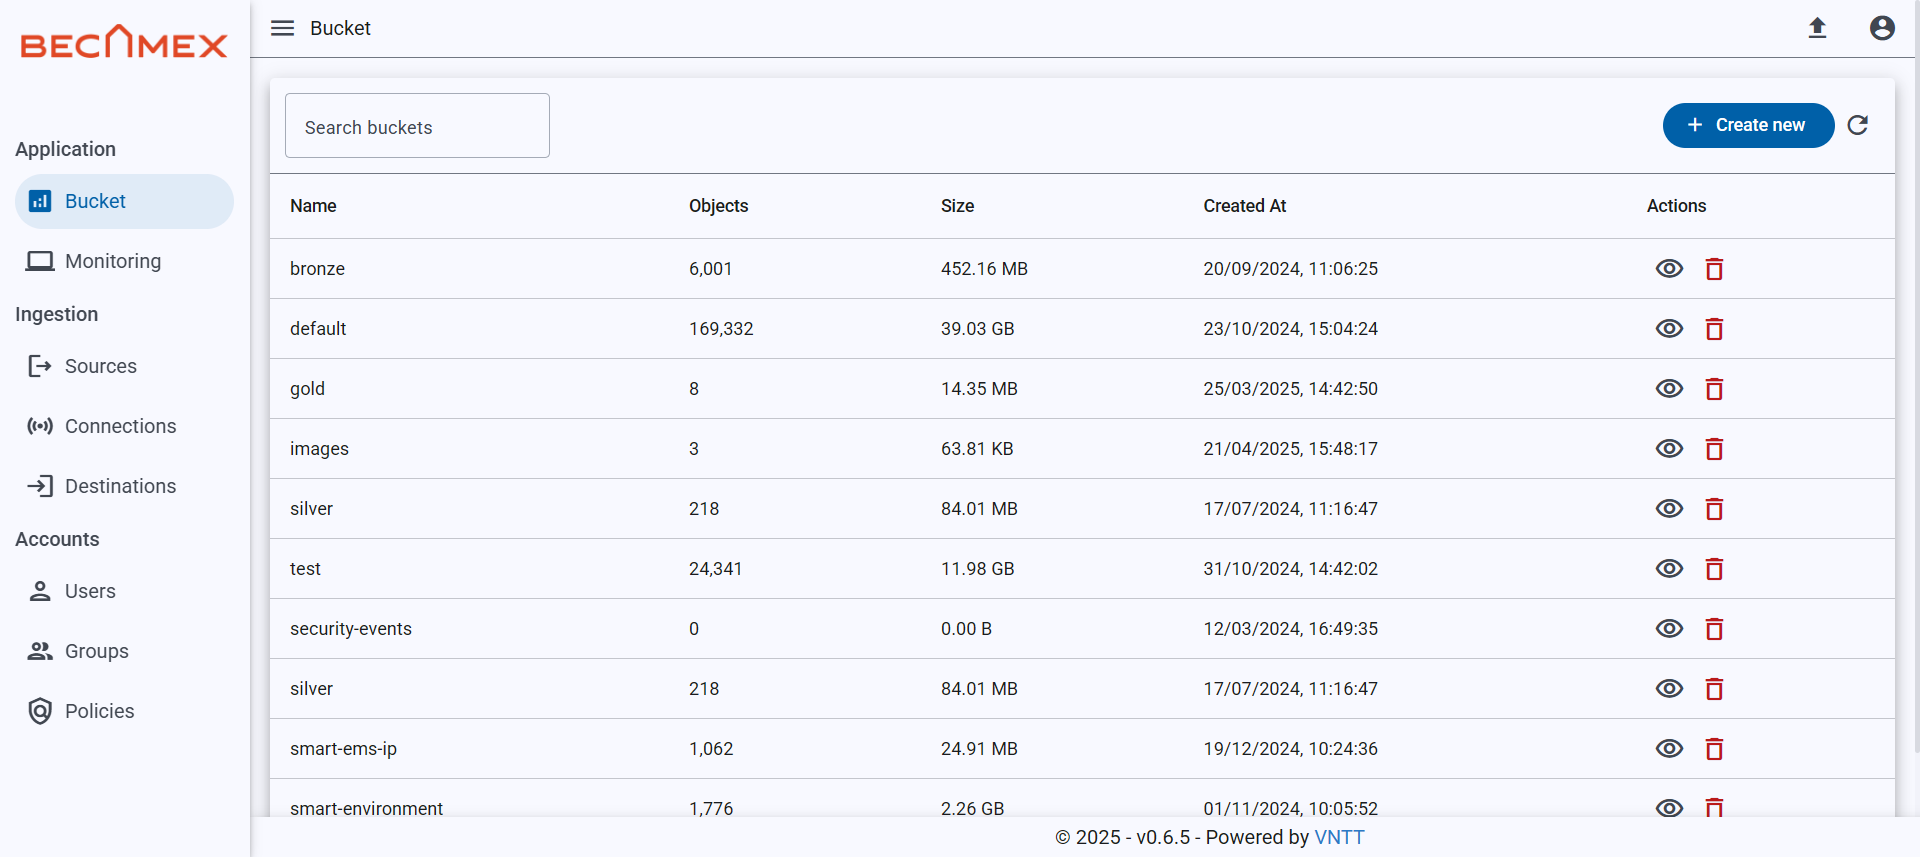 BECAMEX
Bucket
Application
Bucket
Monitoring
Ingestion
Sources
Connections
Destinations
Accounts
Users
Groups
Policies
Search buckets
+ Create new
Name Objects Size Created At Actions
bronze 6,001 452.16 MB 20/09/2024, 11:06:25
default 169,332 39.03 GB 23/10/2024, 15:04:24
gold 8 14.35 MB 25/03/2025, 14:42:50
images 3 63.81 KB 21/04/2025, 15:48:17
silver 218 84.01 MB 17/07/2024, 11:16:47
test 24,341 11.98 GB 31/10/2024, 14:42:02
security-events 0 0.00 B 12/03/2024, 16:49:35
silver 218 84.01 MB 17/07/2024, 11:16:47
smart-ems-ip 1,062 24.91 MB 19/12/2024, 10:24:36
smart-environment 1,776 2.26 GB 01/11/2024, 10:05:52
© 2025 - v0.6.5 - Powered by VNTT